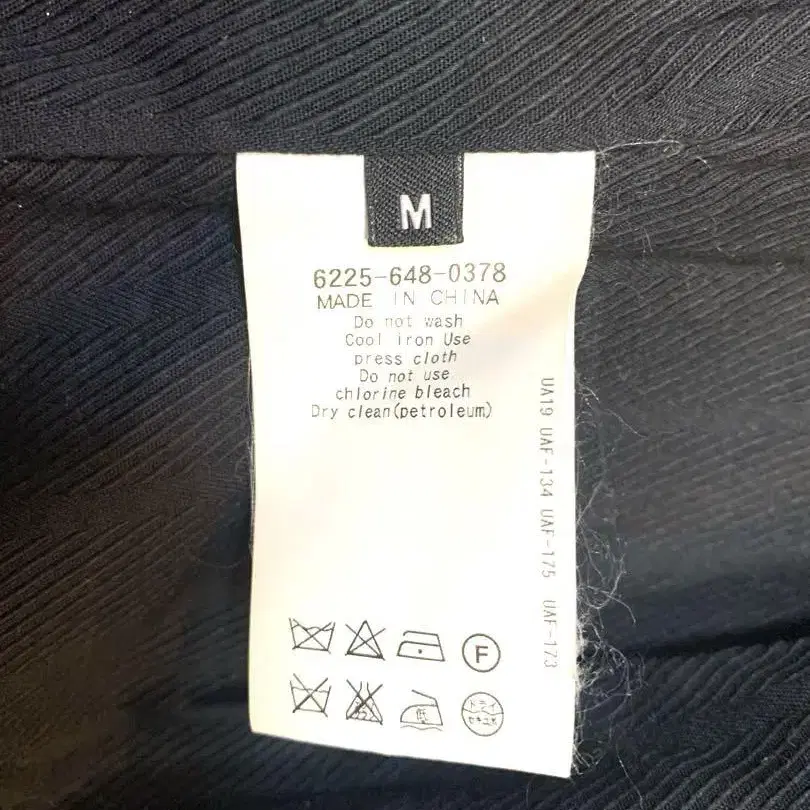 M
6225-648-0378
MADE IN CHINA
Do not wash
Cool iron Use
press cloth
Do not use
chlorine bleach
Dry clean(petroleum)
UA19 UAF-134 UAF-175 UAF-173
F
低
ドライ
セキユ系